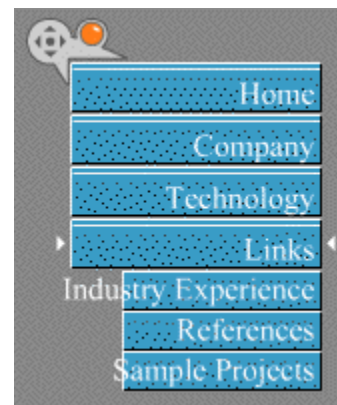 Home
Company
Technology
Links
Industry Experience
References
Sample Projects